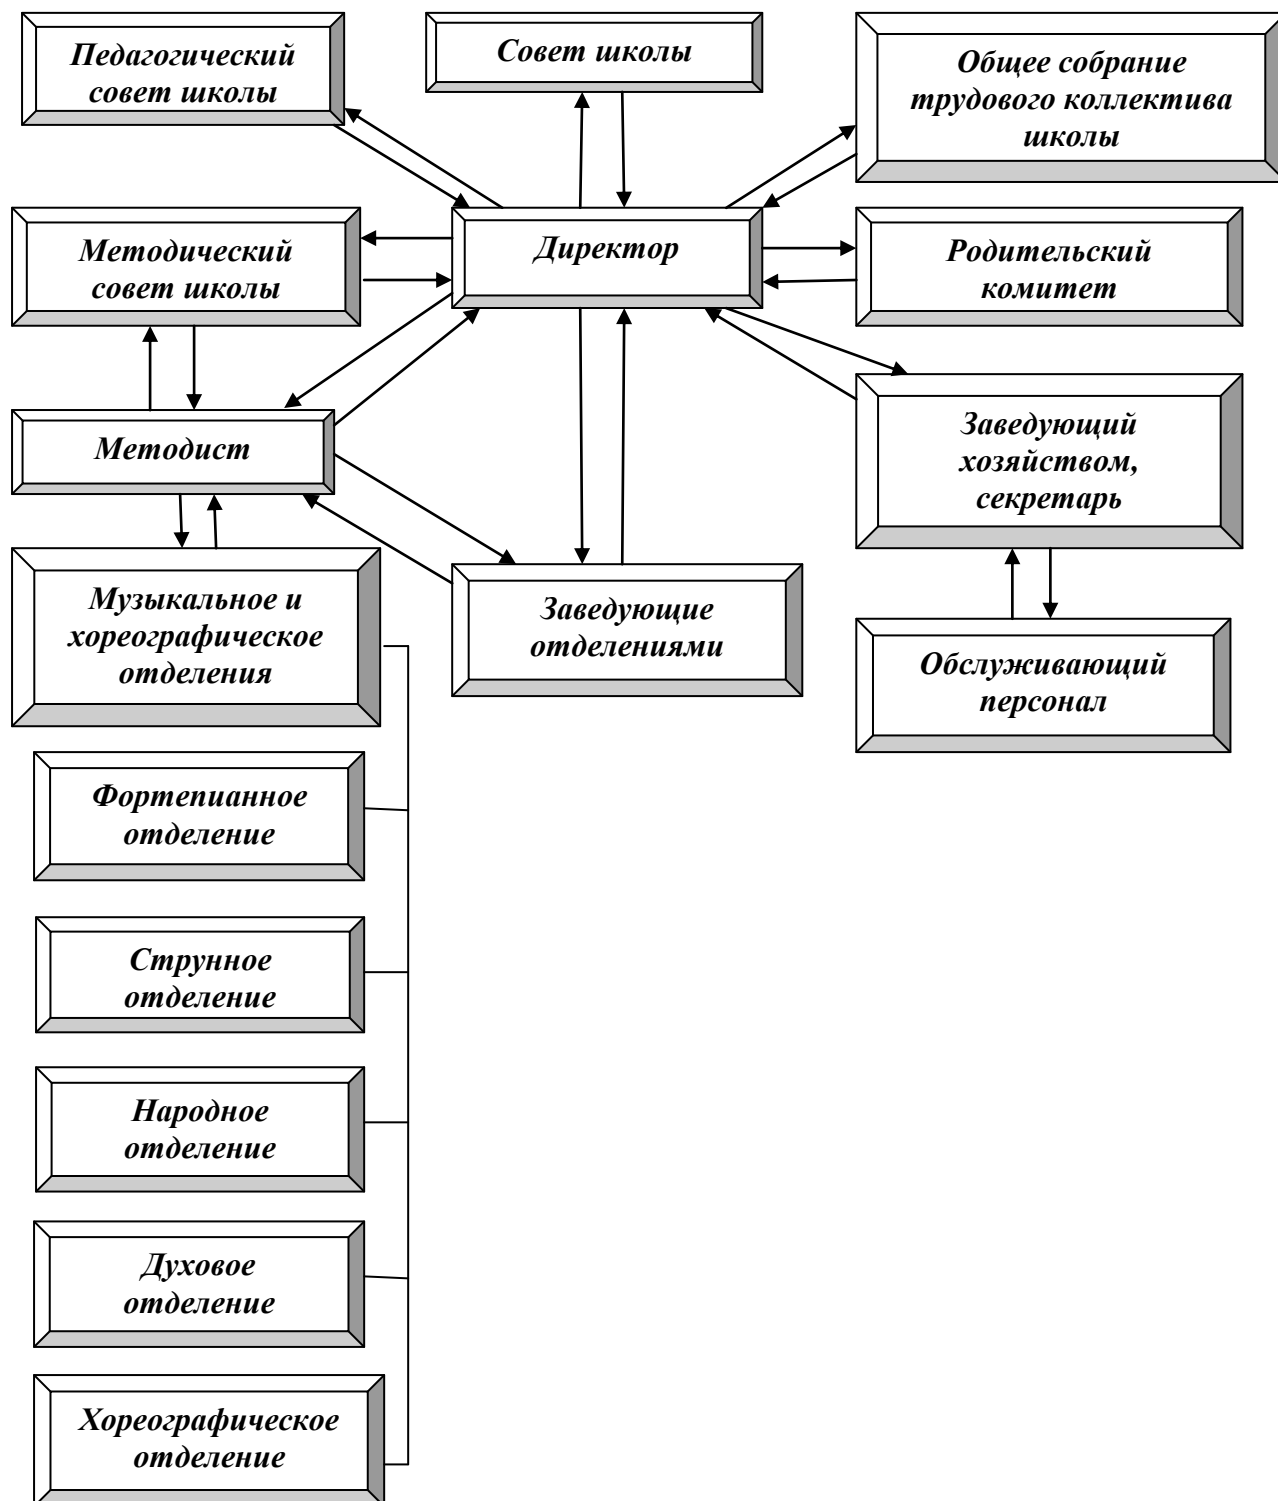 Педагогический
совет школы
Совет школы
Общее собрание
трудового коллектива
школы
Методический
совет школы
Директор
Родительский
комитет
Методист
Заведующий
хозяйством,
секретарь
Музыкальное и
хореографическое
отделения
Заведующие
отделениями
Обслуживающий
персонал
Фортепианное
отделение
Струнное
отделение
Народное
отделение
Духовое
отделение
Хореографическое
отделение